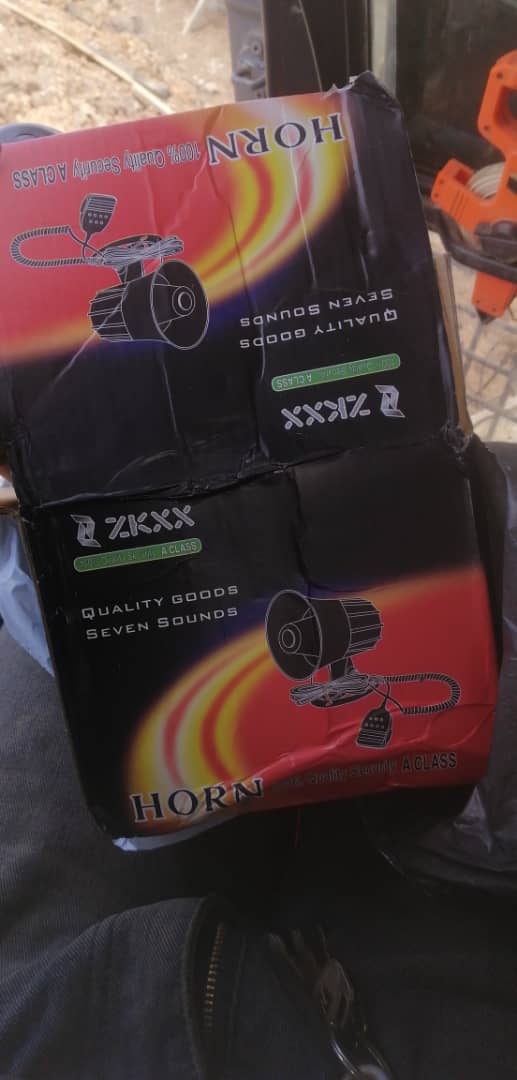 HORN
100% Quality Security A CLASS
QUALITY GOODS
SEVEN SOUNDS
A CLASS
ZKXX
ZKXX
A CLASS
QUALITY GOODS
SEVEN SOUNDS
HORN
Quality Security A CLASS